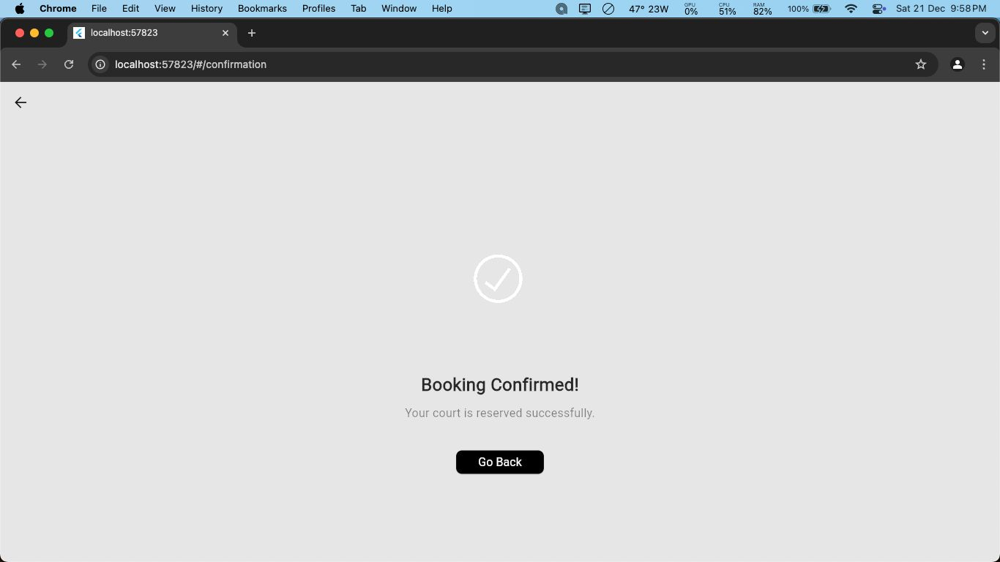 Chrome File Edit View History Bookmarks Profiles Tab Window Help 47° 23W GPU 0% CPU 51% RAM 82% 100% Sat 21 Dec 9:58 PM
localhost:57823
localhost:57823/#/confirmation
Booking Confirmed!
Your court is reserved successfully.
Go Back